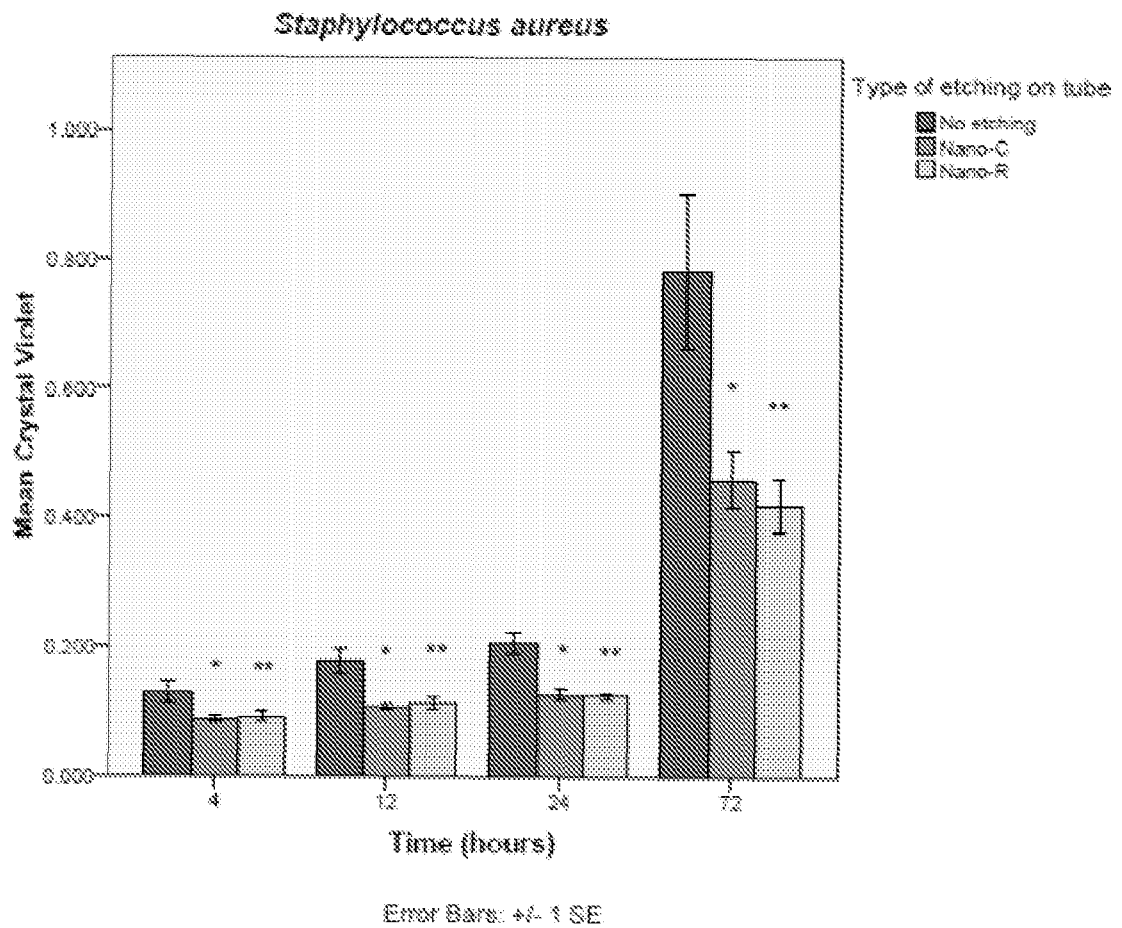 Staphylococcus aureus
Type of etching on tube
No etching
Nano-C
Nano-R
1.000
0.800
0.600
0.400
0.200
0.000
Mean Crystal Violet
* **
* **
* **
*
**
4 12 24 72
Time (hours)
Error Bars: +/- 1 SE